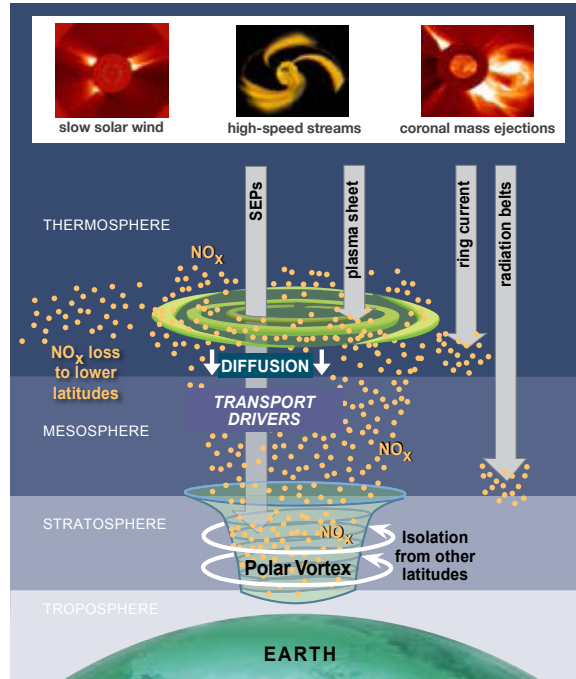 slow solar wind
high-speed streams
coronal mass ejections
SEPs
plasma sheet
ring current
radiation belts
THERMOSPHERE
NOx
NOx loss
to lower
latitudes
DIFFUSION
TRANSPORT
DRIVERS
MESOSPHERE
NOx
STRATOSPHERE
NOx
Isolation
from other
latitudes
Polar Vortex
TROPOSPHERE
EARTH